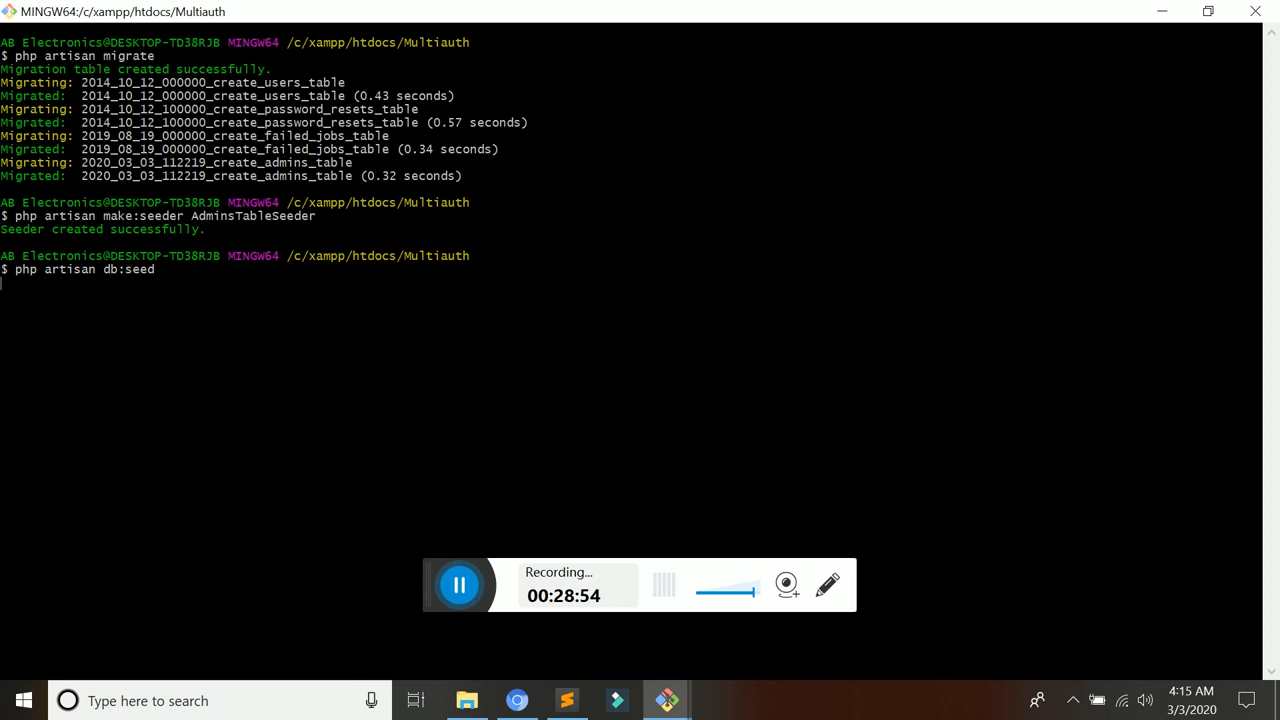 MINGW64:/c/xampp/htdocs/Multiauth
AB Electronics@DESKTOP-TD38RJB MINGW64 /c/xampp/htdocs/Multiauth
$ php artisan migrate
Migration table created successfully.
Migrating: 2014_10_12_000000_create_users_table
Migrated:  2014_10_12_000000_create_users_table (0.43 seconds)
Migrating: 2014_10_12_100000_create_password_resets_table
Migrated:  2014_10_12_100000_create_password_resets_table (0.57 seconds)
Migrating: 2019_08_19_000000_create_failed_jobs_table
Migrated:  2019_08_19_000000_create_failed_jobs_table (0.34 seconds)
Migrating: 2020_03_03_112219_create_admins_table
Migrated:  2020_03_03_112219_create_admins_table (0.32 seconds)
AB Electronics@DESKTOP-TD38RJB MINGW64 /c/xampp/htdocs/Multiauth
$ php artisan make:seeder AdminsTableSeeder
Seeder created successfully.
AB Electronics@DESKTOP-TD38RJB MINGW64 /c/xampp/htdocs/Multiauth
$ php artisan db:seed
Recording...
00:28:54
Type here to search
4:15 AM
3/3/2020